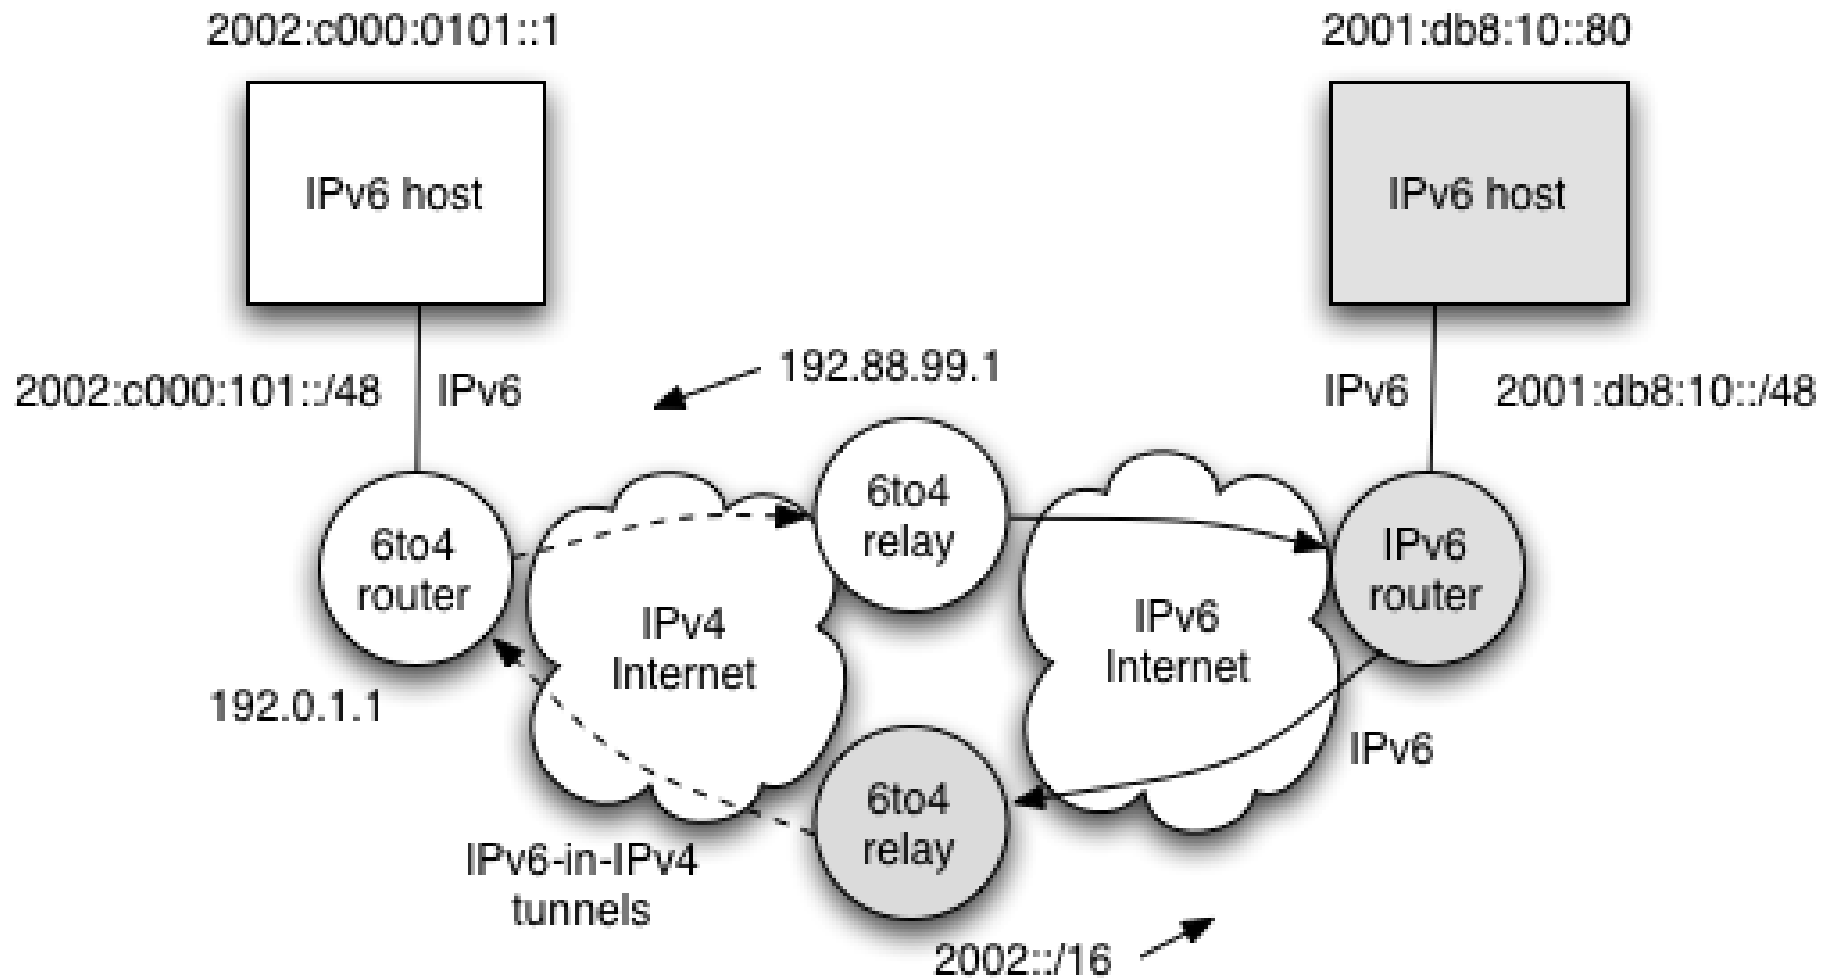 2002:c000:0101::1
2001:db8:10::80
IPv6 host
IPv6 host
192.88.99.1
2002:c000:101::/48
IPv6
IPv6
2001:db8:10::/48
6to4
relay
6to4
router
IPv6
router
IPv4
Internet
IPv6
Internet
192.0.1.1
IPv6
6to4
relay
IPv6-in-IPv4
tunnels
2002::/16